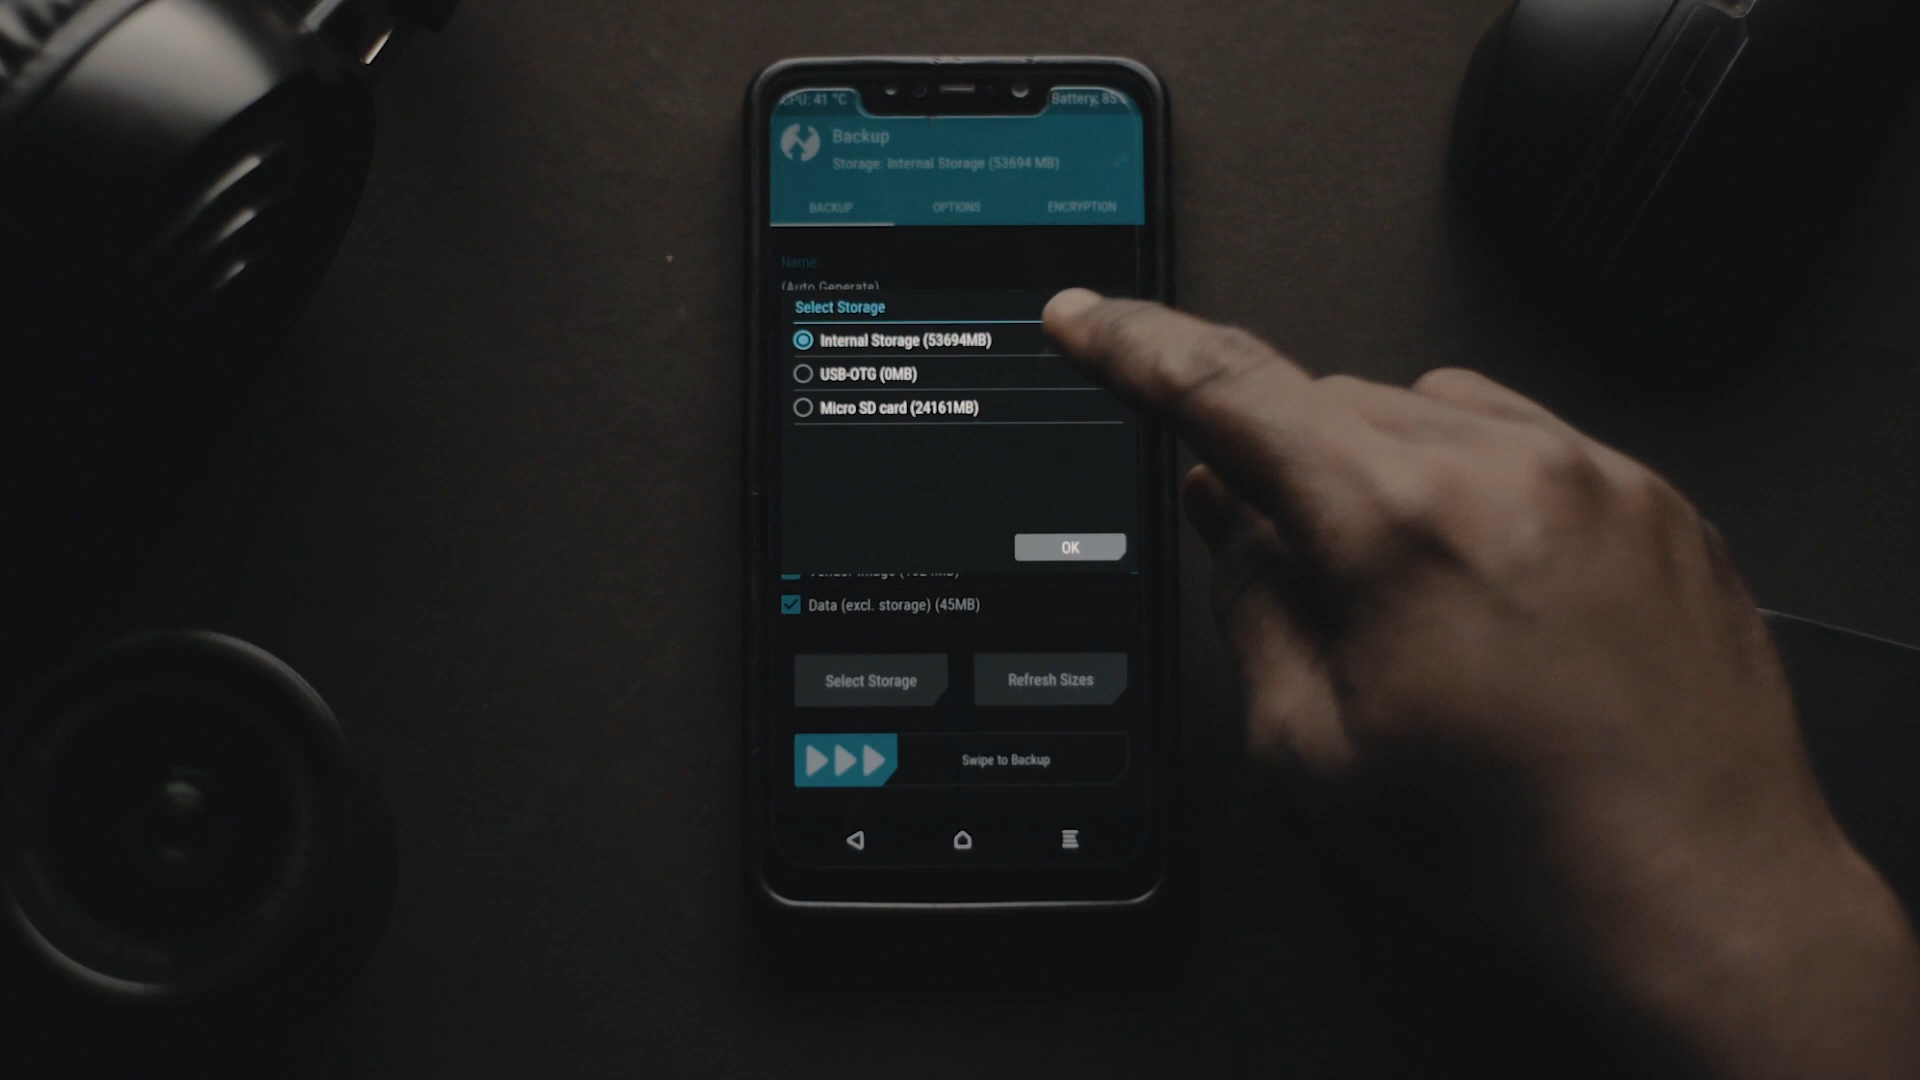 CPU: 41 °C
Battery: 85%
Backup
Storage: Internal Storage (53694 MB)
BACKUP
OPTIONS
ENCRYPTION
Name:
(Auto Generate)
Select Storage
Internal Storage (53694MB)
USB-OTG (0MB)
Micro SD card (24161MB)
OK
Vendor Image
Data (excl. storage) (45MB)
Select Storage
Refresh Sizes
Swipe to Backup